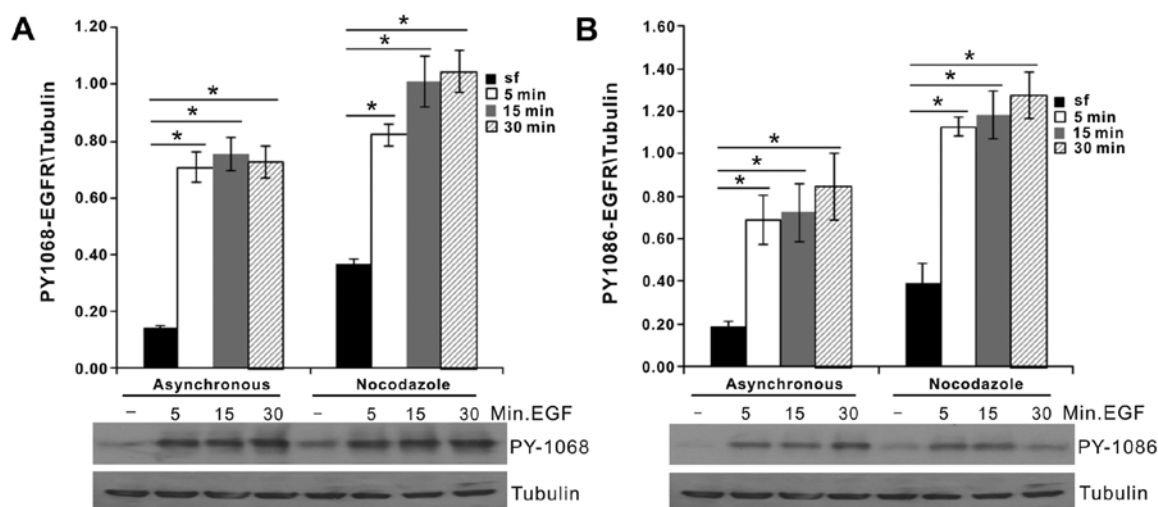 A
PY1068-EGFR\Tubulin
1.20
1.00
0.80
0.60
0.40
0.20
0.00
* * * * * *
sf
5 min
15 min
30 min
Asynchronous Nocodazole
– 5 15 30 – 5 15 30 Min.EGF
PY-1068
Tubulin
B
PY1086-EGFR\Tubulin
1.60
1.40
1.20
1.00
0.80
0.60
0.40
0.20
0.00
* * * * * *
sf
5 min
15 min
30 min
Asynchronous Nocodazole
– 5 15 30 – 5 15 30 Min.EGF
PY-1086
Tubulin